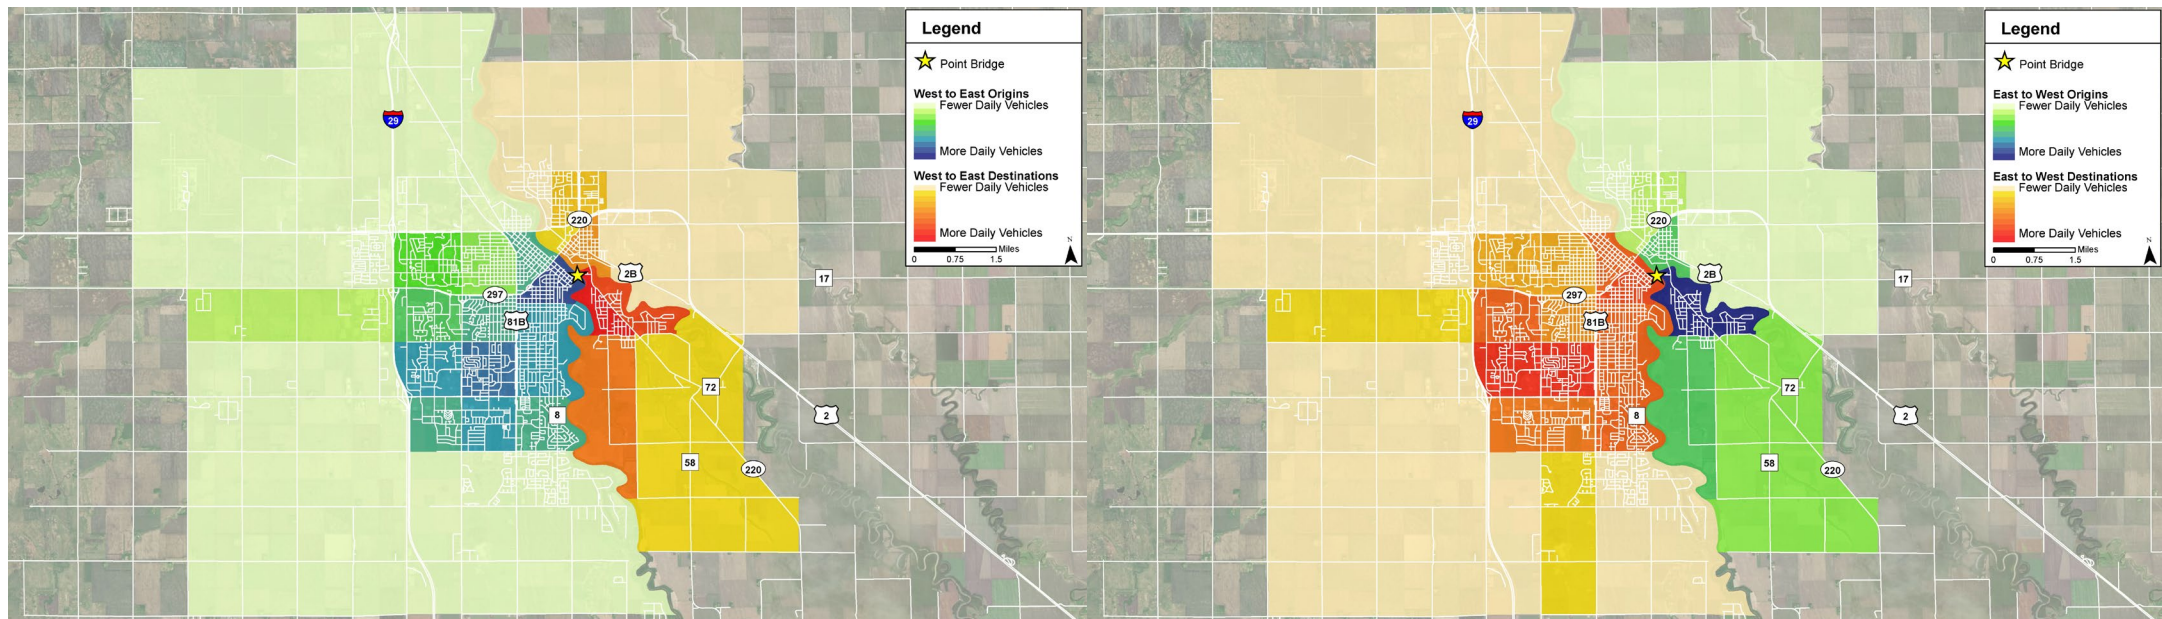 Legend
Point Bridge
West to East Origins
Fewer Daily Vehicles
More Daily Vehicles
West to East Destinations
Fewer Daily Vehicles
More Daily Vehicles
Miles
0 0.75 1.5
N
29
220
2B
17
297
81B
72
8
2
58
220
Legend
Point Bridge
East to West Origins
Fewer Daily Vehicles
More Daily Vehicles
East to West Destinations
Fewer Daily Vehicles
More Daily Vehicles
Miles
0 0.75 1.5
N
29
220
2B
17
297
81B
72
8
2
58
220